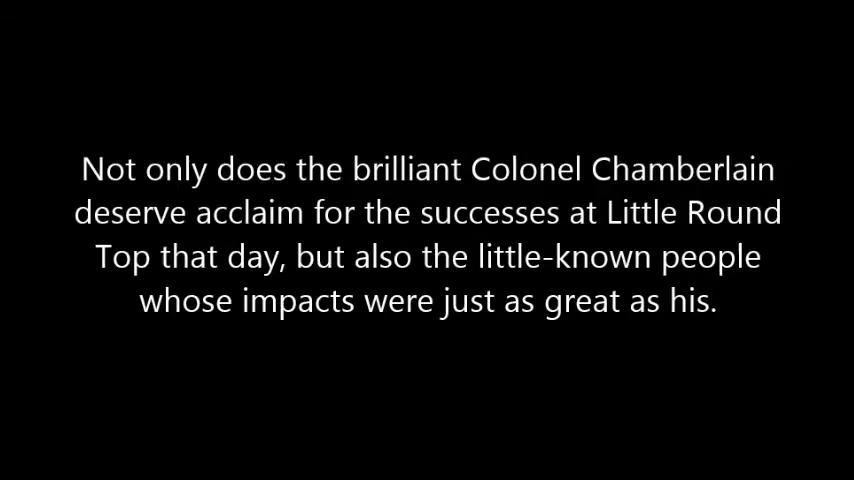 Not only does the brilliant Colonel Chamberlain
deserve acclaim for the successes at Little Round
Top that day, but also the little-known people
whose impacts were just as great as his.